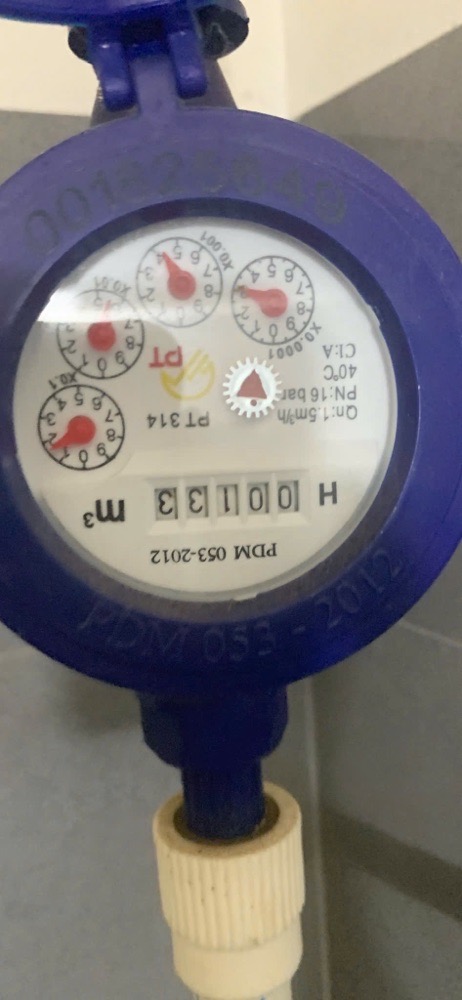 PDM 053-2012
H 00133 m³
Qn:1.5m³/h
PN:16 bar
40°C
Cl:A
PT 314
PT
X0.0001
X0.001
X0.01
X0.1
PDM 053 - 2012